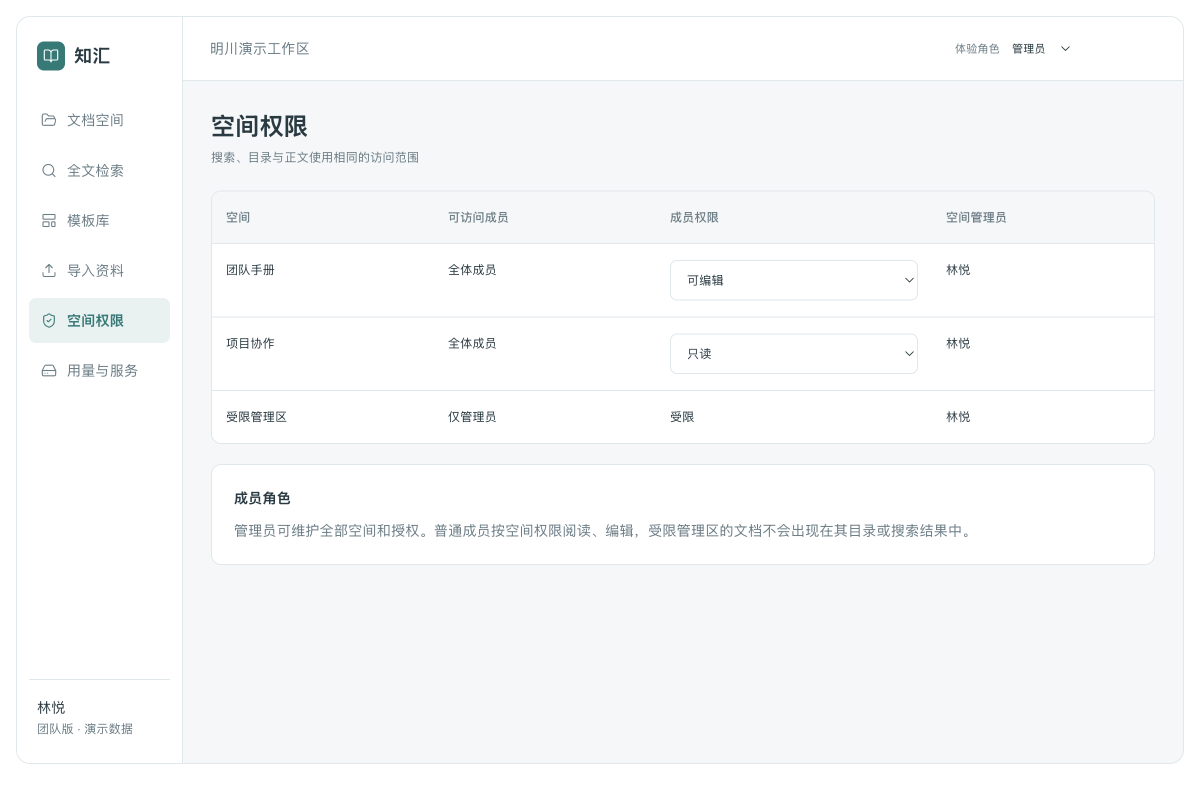 知汇
文档空间
全文检索
模板库
导入资料
空间权限
用量与服务
林悦
团队版 · 演示数据
明川演示工作区
体验角色 管理员
空间权限
搜索、目录与正文使用相同的访问范围
空间 可访问成员 成员权限 空间管理员
团队手册 全体成员 可编辑 林悦
项目协作 全体成员 只读 林悦
受限管理区 仅管理员 受限 林悦
成员角色
管理员可维护全部空间和授权。普通成员按空间权限阅读、编辑，受限管理区的文档不会出现在其目录或搜索结果中。